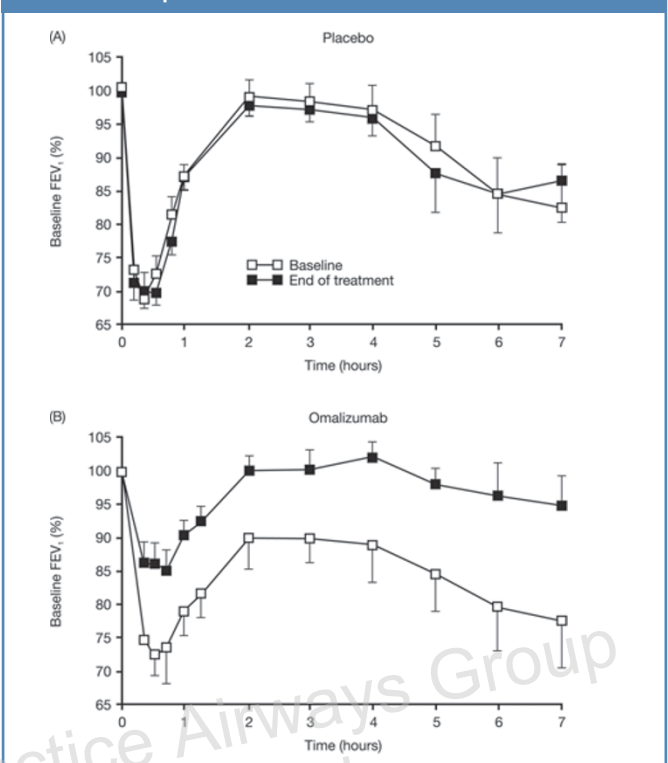 (A)
Placebo
Baseline FEV₁ (%)
105
100
95
90
85
80
75
70
65
Baseline
End of treatment
0 1 2 3 4 5 6 7
Time (hours)
(B)
Omalizumab
Baseline FEV₁ (%)
105
100
95
90
85
80
75
70
65
0 1 2 3 4 5 6 7
Time (hours)
Airways Group